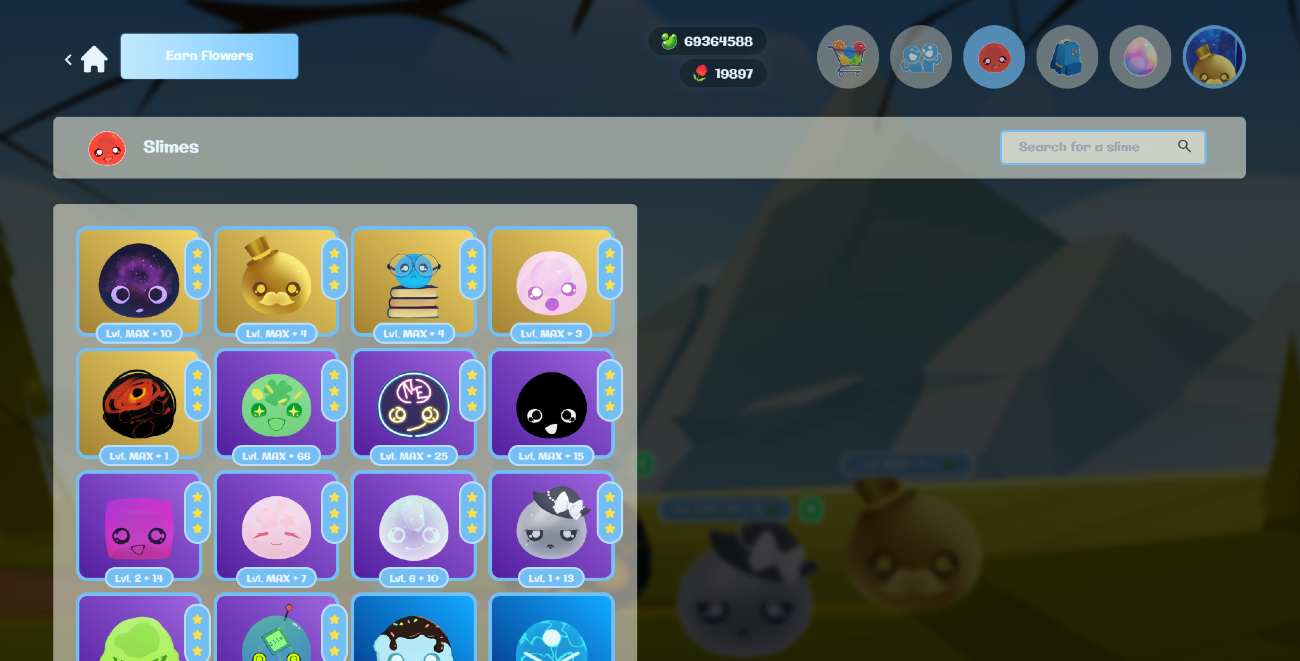 Earn Flowers
69364588
19897
Slimes
Search for a slime
Lvl. MAX + 10
Lvl. MAX + 4
Lvl. MAX + 4
Lvl. MAX + 3
Lvl. MAX + 1
NE
Lvl. MAX + 66
Lvl. MAX + 25
Lvl. MAX + 15
Lvl. 2 + 14
Lvl. MAX + 7
Lvl. 6 + 10
Lvl. 1 + 13